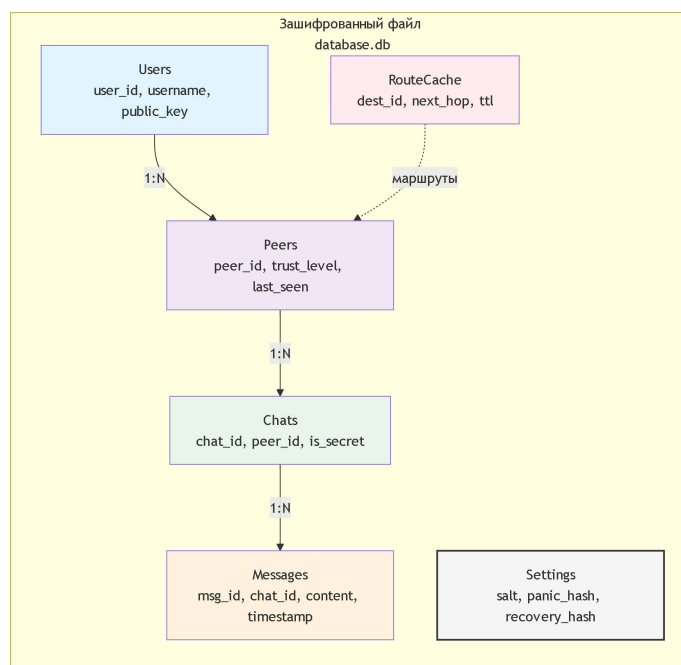 Зашифрованный файл
database.db
Users
user_id, username,
public_key
RouteCache
dest_id, next_hop, ttl
1:N
маршруты
Peers
peer_id, trust_level,
last_seen
1:N
Chats
chat_id, peer_id, is_secret
1:N
Messages
msg_id, chat_id, content,
timestamp
Settings
salt, panic_hash,
recovery_hash